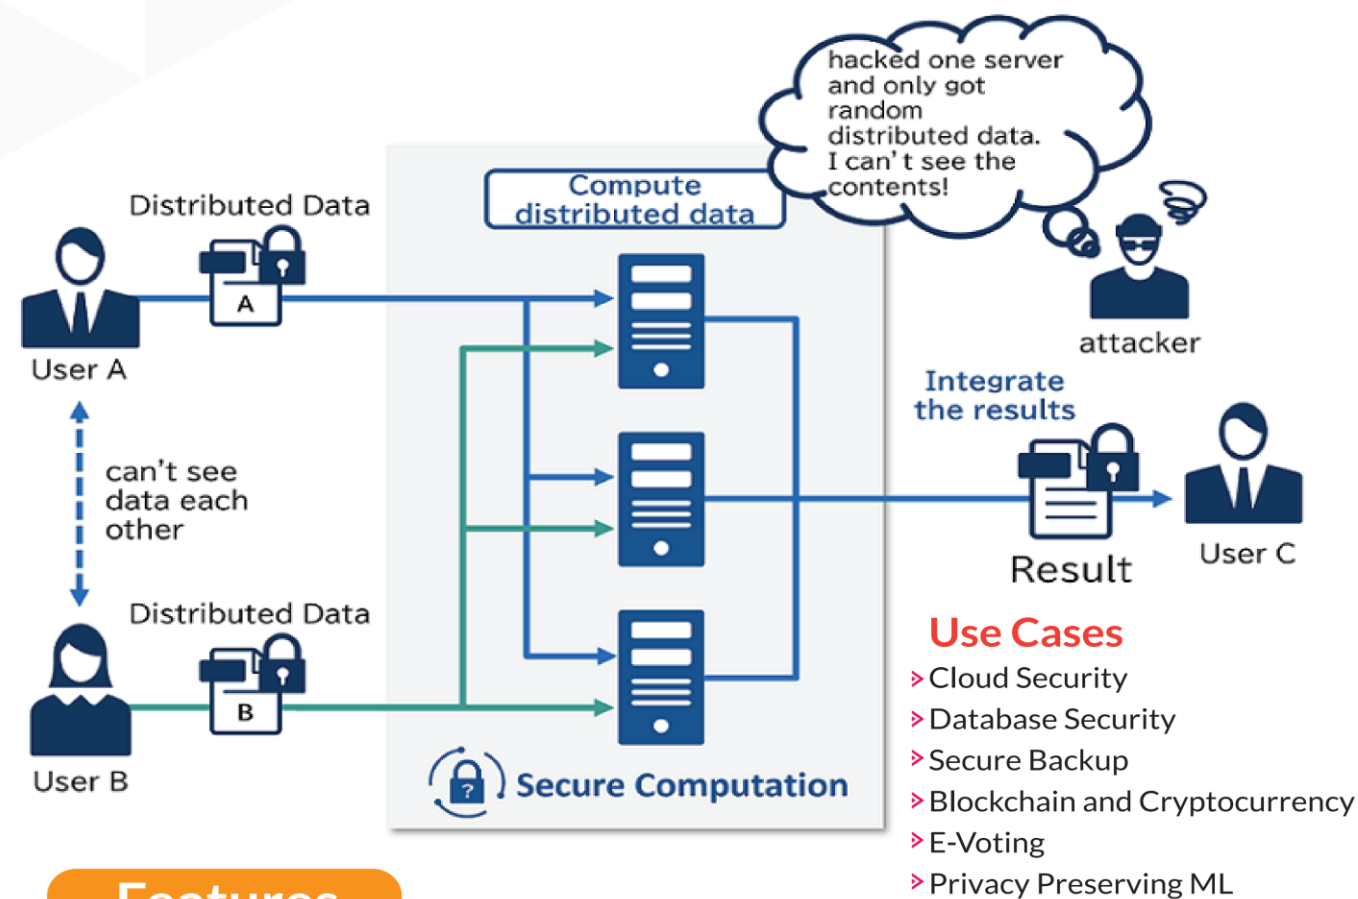 hacked one server
and only got
random
distributed data.
I can't see the
contents!
Compute
distributed data
Distributed Data
A
User A
attacker
Integrate
the results
can't see
data each
other
Result
User C
Distributed Data
B
User B
Secure Computation
?
Use Cases
Cloud Security
Database Security
Secure Backup
Blockchain and Cryptocurrency
E-Voting
Privacy Preserving ML
Features